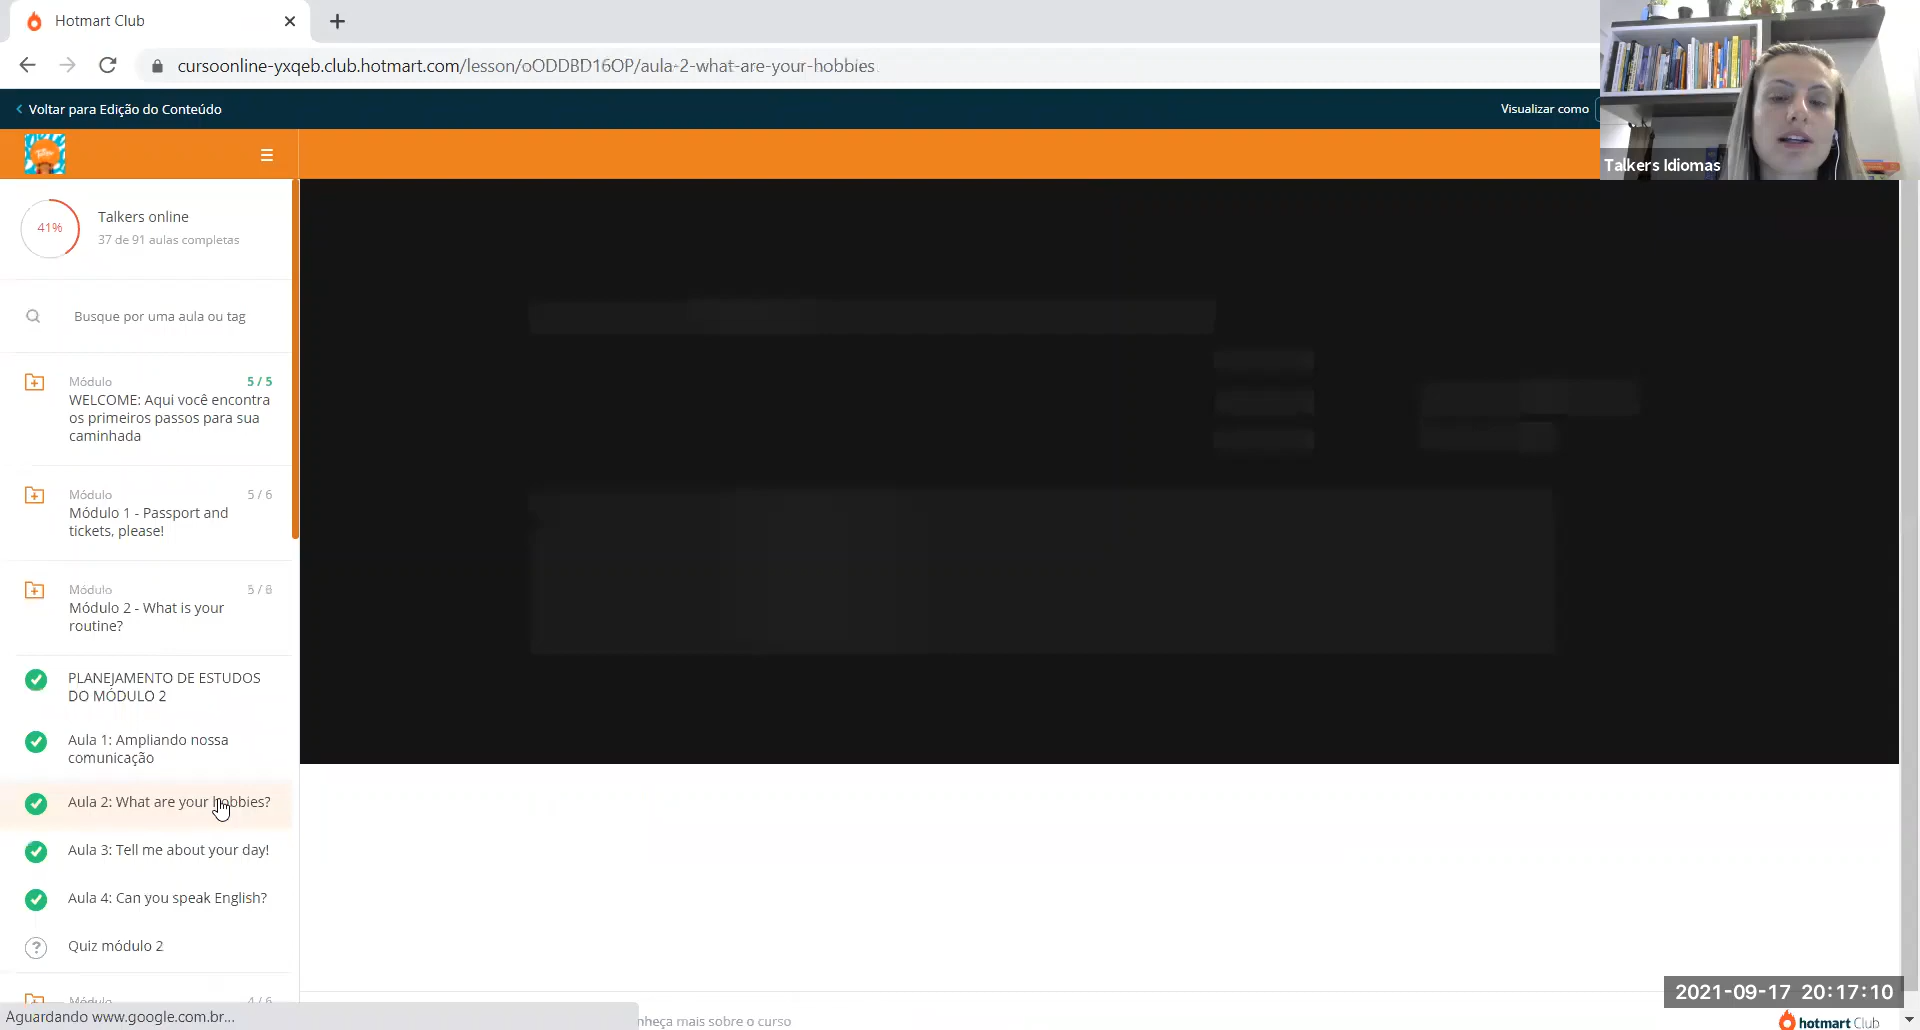 Hotmart Club
cursoonline-yxqeb.club.hotmart.com/lesson/oODDBD16OP/aula-2-what-are-your-hobbies
Voltar para Edição do Conteúdo
Visualizar como
Talkers Idiomas
41%
Talkers online
37 de 91 aulas completas
Busque por uma aula ou tag
Módulo 5 / 5
WELCOME: Aqui você encontra
os primeiros passos para sua
caminhada
Módulo 5 / 6
Módulo 1 - Passport and
tickets, please!
Módulo 5 / 6
Módulo 2 - What is your
routine?
PLANEJAMENTO DE ESTUDOS
DO MÓDULO 2
Aula 1: Ampliando nossa
comunicação
Aula 2: What are your hobbies?
Aula 3: Tell me about your day!
Aula 4: Can you speak English?
Quiz módulo 2
Módulo 4 / 6
Aguardando www.google.com.br...
nheça mais sobre o curso
2021-09-17 20:17:10
hotmart Club